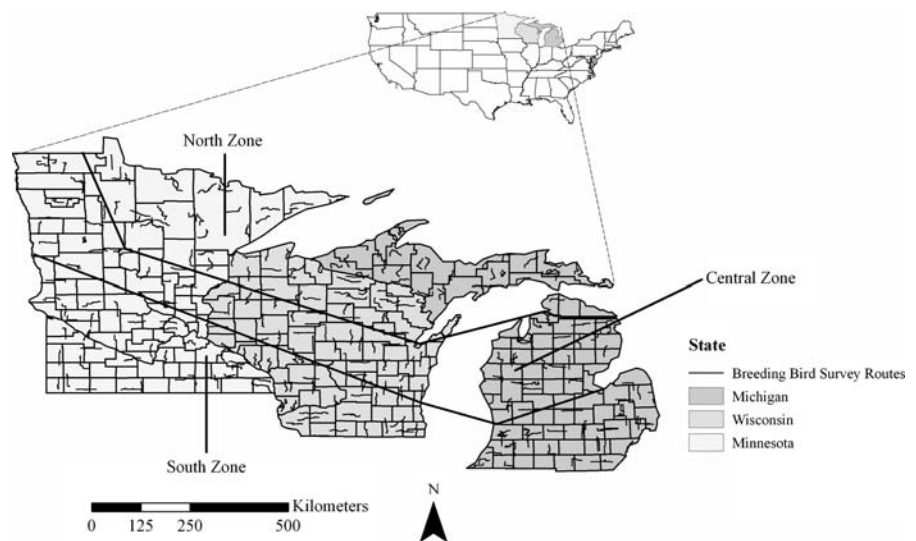 North Zone
Central Zone
State
Breeding Bird Survey Routes
Michigan
Wisconsin
Minnesota
South Zone
Kilometers
0 125 250 500
N